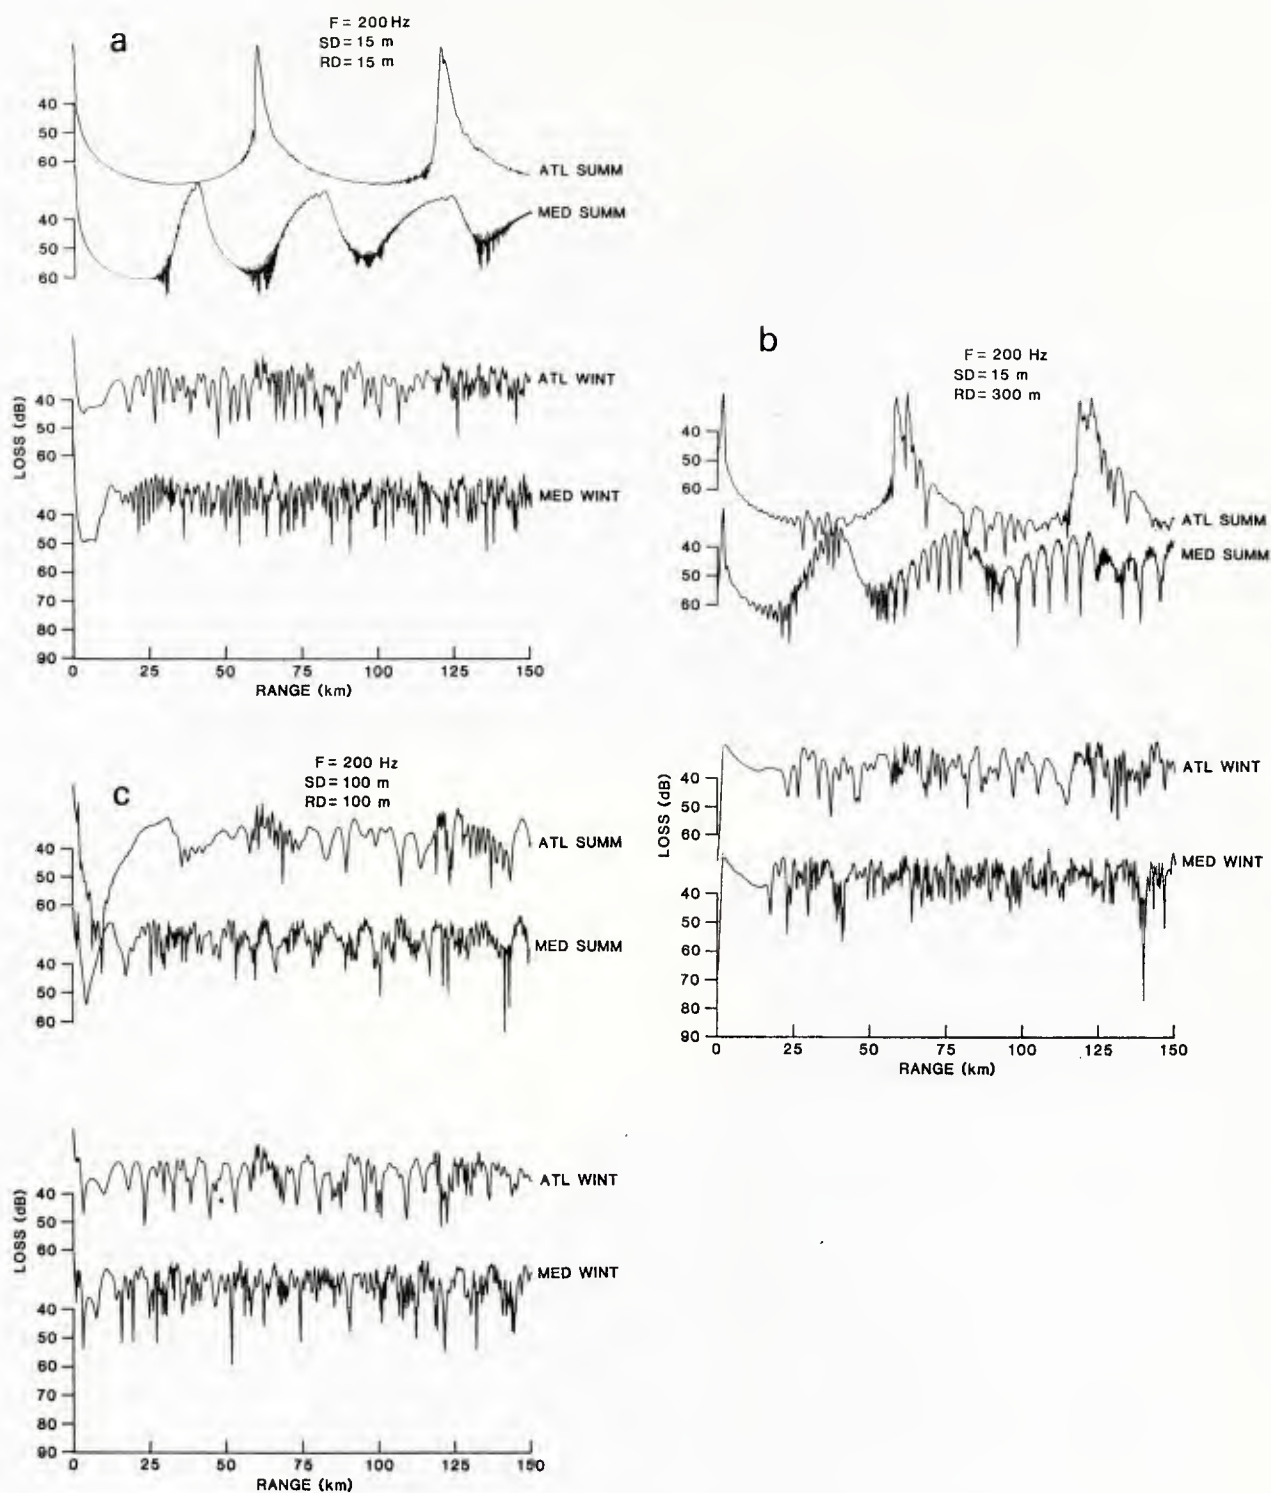 a
F = 200 Hz
SD = 15 m
RD = 15 m
40
50
60
ATL SUMM
40
50
60
MED SUMM
40
50
60
ATL WINT
LOSS (dB)
40
50
60
70
80
90
MED WINT
0 25 50 75 100 125 150
RANGE (km)
b
F = 200 Hz
SD = 15 m
RD = 300 m
40
50
60
ATL SUMM
40
50
60
MED SUMM
40
50
60
ATL WINT
LOSS (dB)
40
50
60
70
80
90
MED WINT
0 25 50 75 100 125 150
RANGE (km)
c
F = 200 Hz
SD = 100 m
RD = 100 m
40
50
60
ATL SUMM
40
50
60
MED SUMM
40
50
60
ATL WINT
LOSS (dB)
40
50
60
70
80
90
MED WINT
0 25 50 75 100 125 150
RANGE (km)